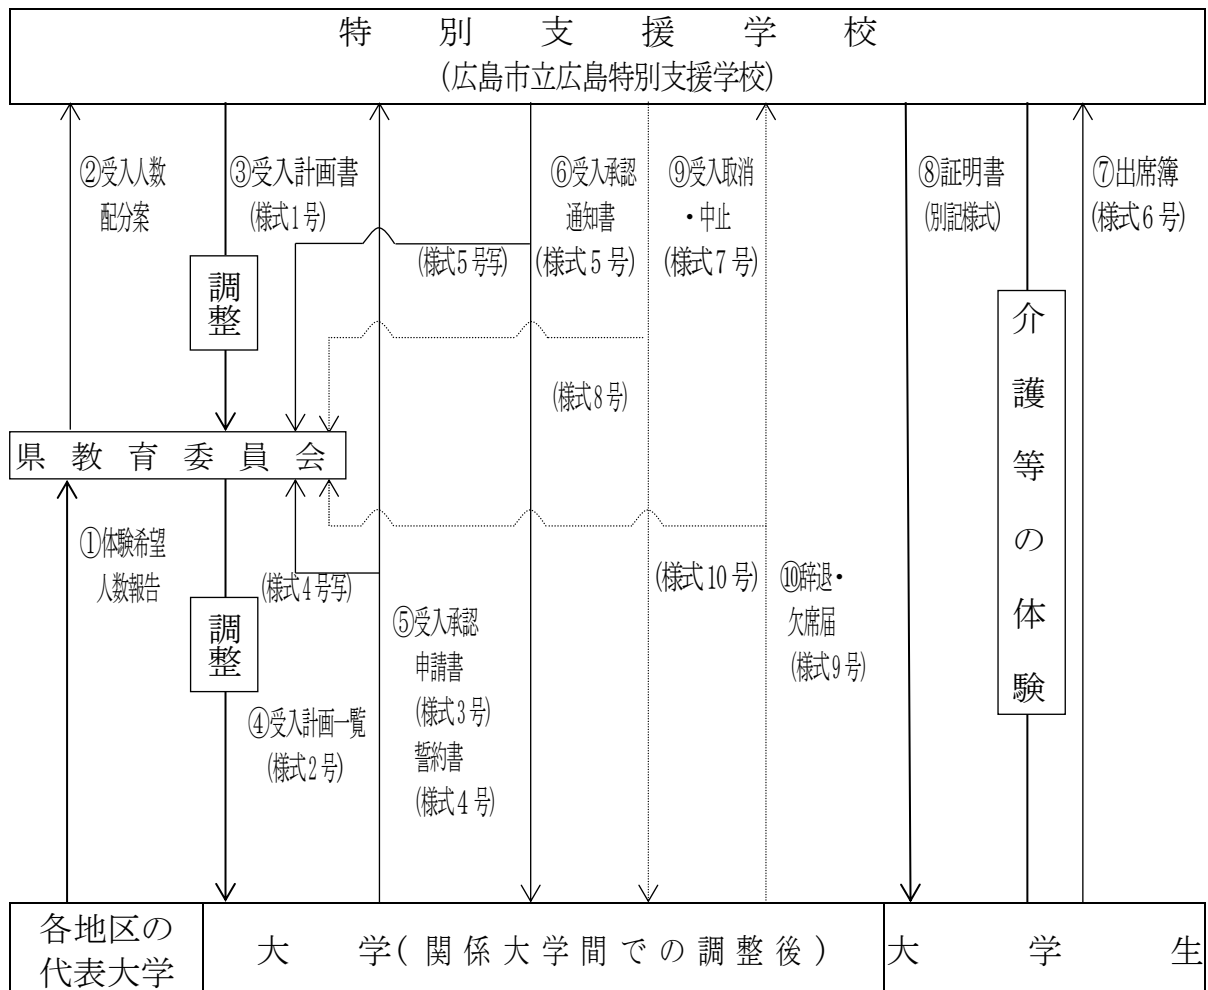 特別支援学校
(広島市立広島特別支援学校)
②受入人数
配分案
③受入計画書
(様式1号)
調整
⑥受入承認
通知書
(様式5号)
(様式5号写)
⑨受入取消
・中止
(様式7号)
⑧証明書
(別記様式)
⑦出席簿
(様式6号)
介護等の体験
(様式8号)
県教育委員会
①体験希望
人数報告
調整
(様式4号写)
④受入計画一覧
(様式2号)
⑤受入承認
申請書
(様式3号)
誓約書
(様式4号)
(様式10号)
⑩辞退・
欠席届
(様式9号)
各地区の
代表大学
大学(関係大学間での調整後)
大学生